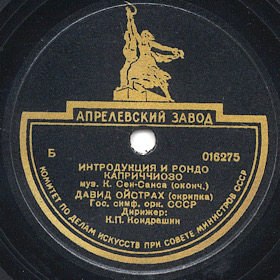 АПРЕЛЕВСКИЙ ЗАВОД
Б 016275
ИНТРОДУКЦИЯ И РОНДО
КАПРИЧЧИОЗО
муз. К. Сен-Санса (оконч.)
ДАВИД ОЙСТРАХ (скрипка)
Гос. симф. орк. СССР
Дирижер:
К.П. Кондрашин
КОМИТЕТ ПО ДЕЛАМ ИСКУССТВ ПРИ СОВЕТЕ МИНИСТРОВ СССР